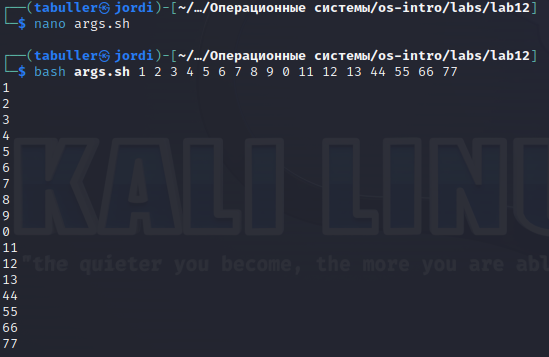 ┌──(tabuller㉿jordi)-[~/…/Операционные системы/os-intro/labs/lab12]
└─$ nano args.sh
┌──(tabuller㉿jordi)-[~/…/Операционные системы/os-intro/labs/lab12]
└─$ bash args.sh 1 2 3 4 5 6 7 8 9 0 11 12 13 44 55 66 77
1
2
3
4
5
6
7
8
9
0
11
12
13
44
55
66
77
KALI LINU
"the quieter you become, the more you are abl